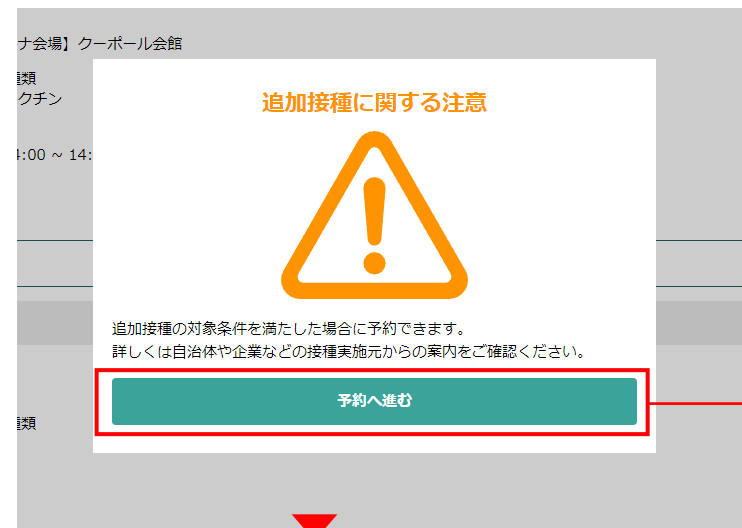 ナ会場】クーポール会館
種類
クチン
4:00 ~ 14:
追加接種に関する注意
追加接種の対象条件を満たした場合に予約できます。
詳しくは自治体や企業などの接種実施元からの案内をご確認ください。
予約へ進む
種類